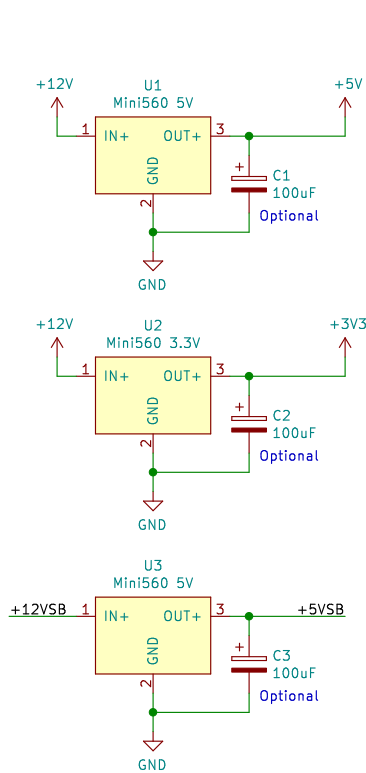 +12V
U1
Mini560 5V
+5V
1
IN+
OUT+
3
GND
2
+
C1
100uF
Optional
GND
+12V
U2
Mini560 3.3V
+3V3
1
IN+
OUT+
3
GND
2
+
C2
100uF
Optional
GND
U3
Mini560 5V
+12VSB
1
IN+
OUT+
3
+5VSB
GND
2
+
C3
100uF
Optional
GND